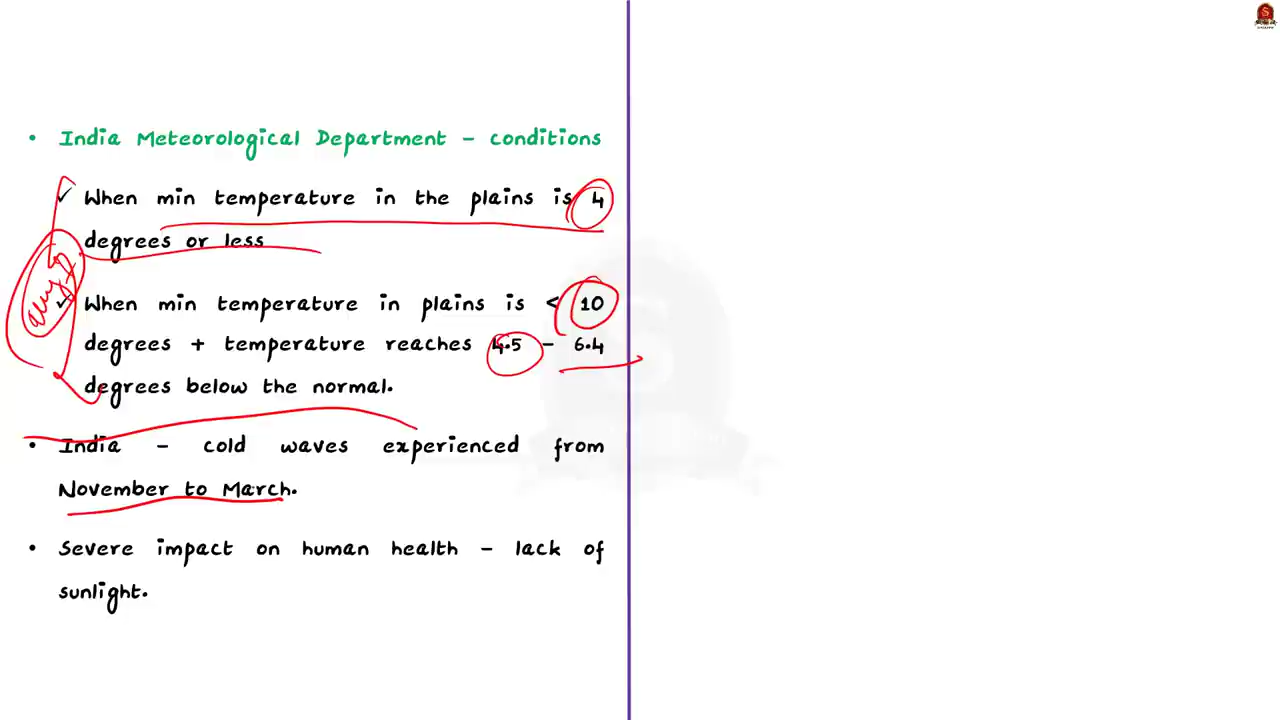 • India Meteorological Department - conditions
✓ When min temperature in the plains is 4
degrees or less
✓ When min temperature in plains is < 10
degrees + temperature reaches 4.5 - 6.4
degrees below the normal.
• India - cold waves experienced from
November to March.
• Severe impact on human health - lack of
sunlight.